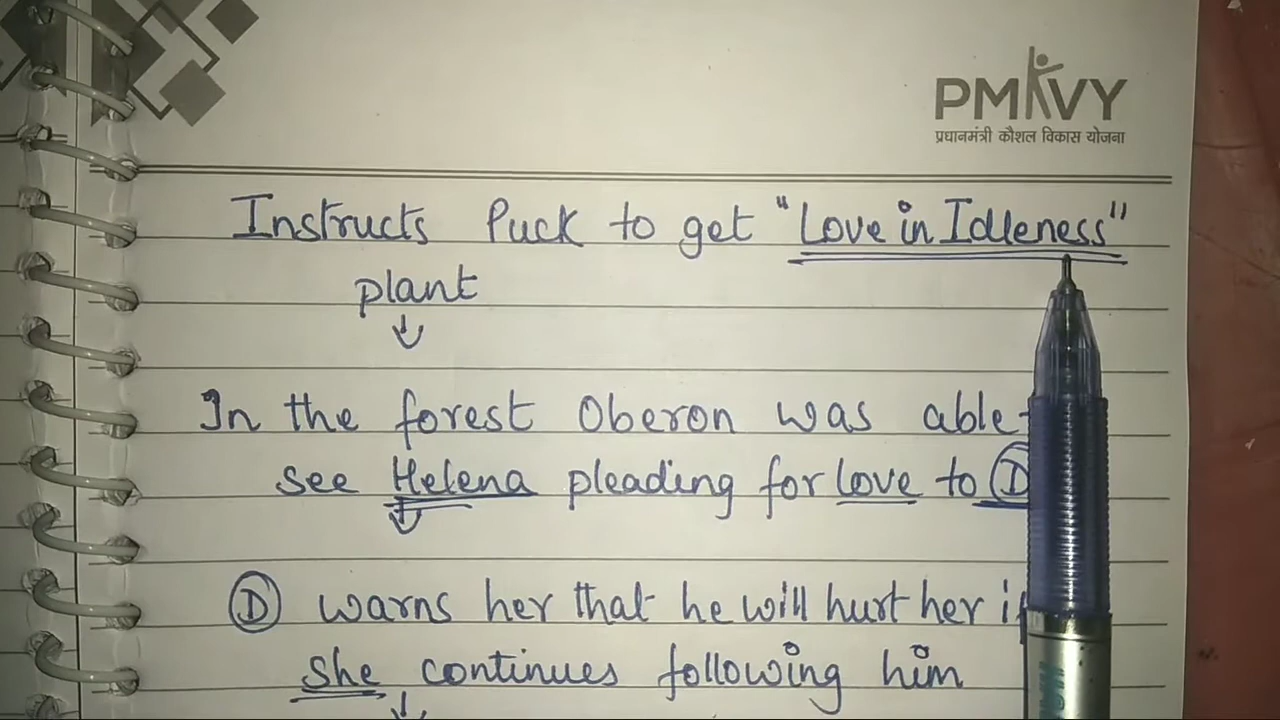 PMKVY
प्रधानमंत्री कौशल विकास योजना
Instructs Puck to get "Love in Idleness"
plant
In the forest Oberon was able
see Helena pleading for love to D
D warns her that he will hurt her if
she continues following him